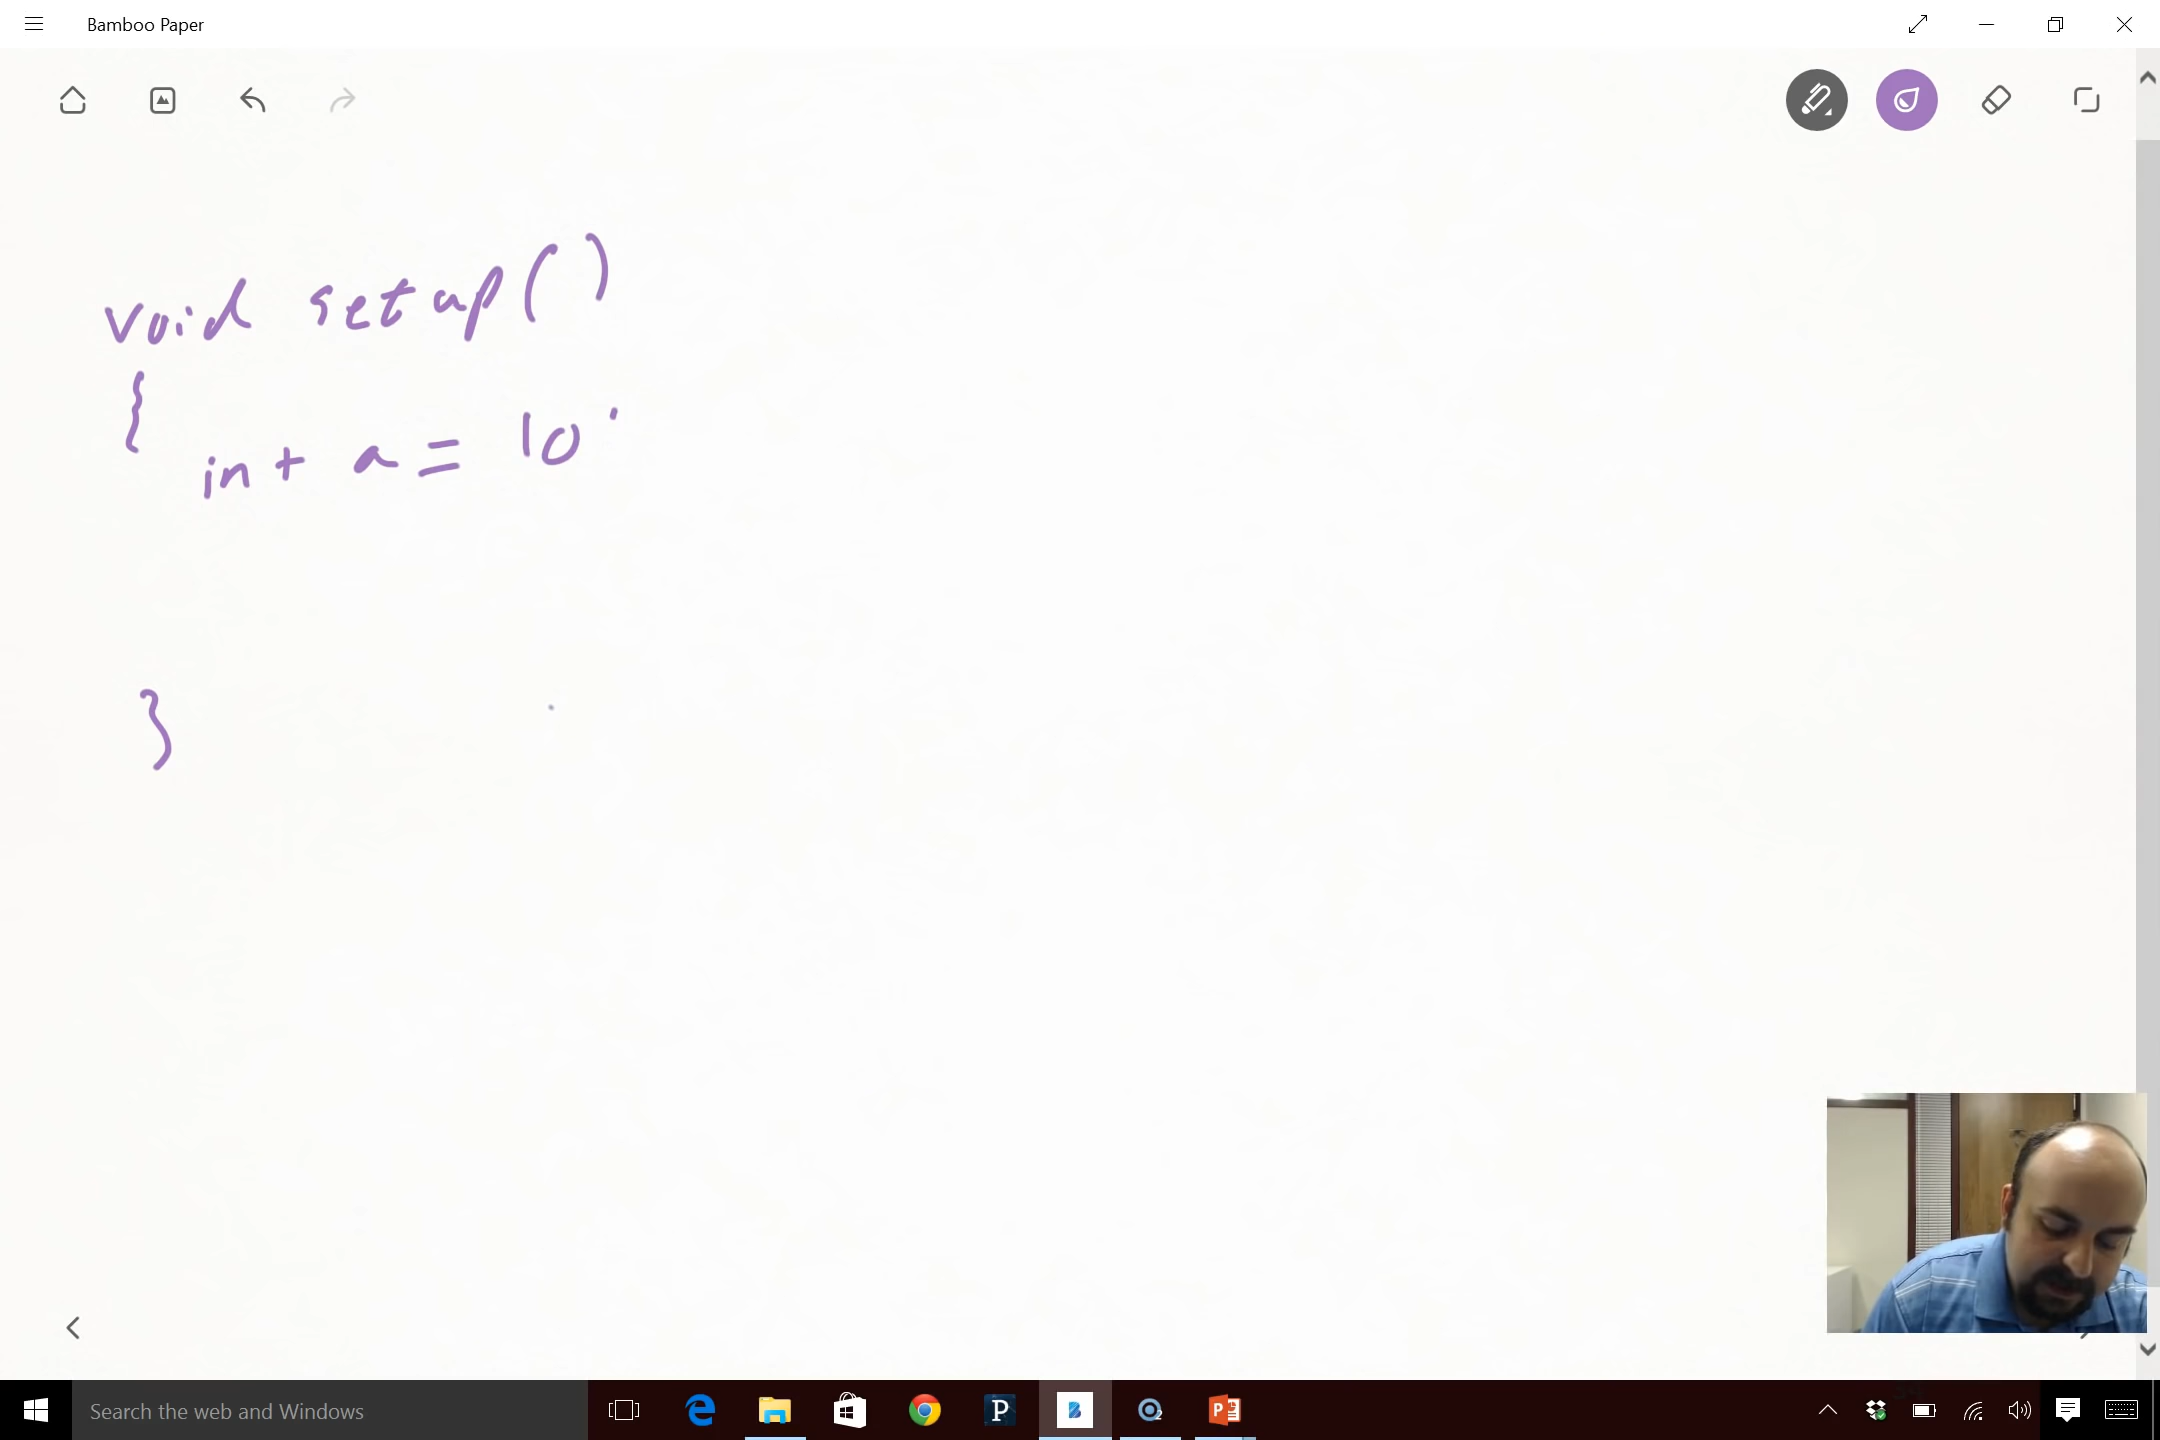 Bamboo Paper
void setup()
{
int a = 10
}
Search the web and Windows